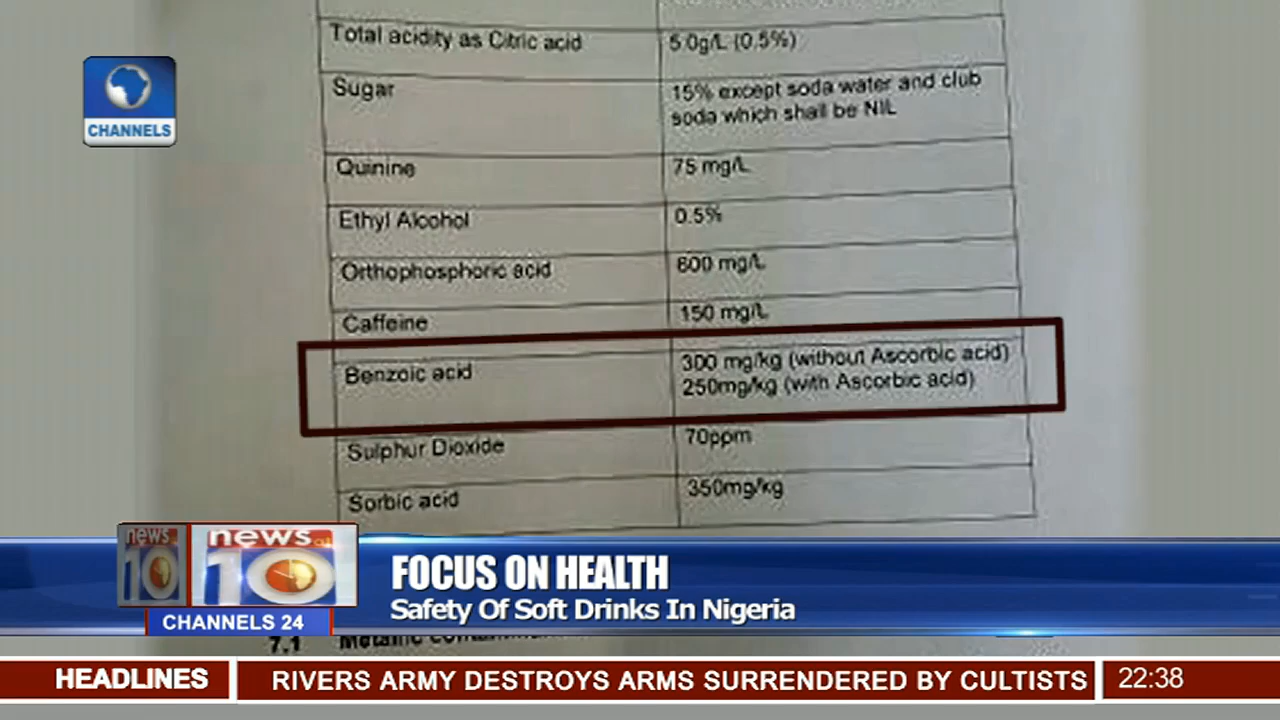 Total acidity as Citric acid
5.0g/L (0.5%)
Sugar
15% except soda water and club
soda which shall be NIL
Quinine
75 mg/L
Ethyl Alcohol
0.5%
Orthophosphoric acid
600 mg/L
Caffeine
150 mg/L
Benzoic acid
300 mg/kg (without Ascorbic acid)
250mg/kg (with Ascorbic acid)
Sulphur Dioxide
70ppm
Sorbic acid
350mg/kg
CHANNELS
news
10
news at
10
CHANNELS 24
FOCUS ON HEALTH
Safety Of Soft Drinks In Nigeria
7.1 Metallic
HEADLINES
RIVERS ARMY DESTROYS ARMS SURRENDERED BY CULTISTS
22:38